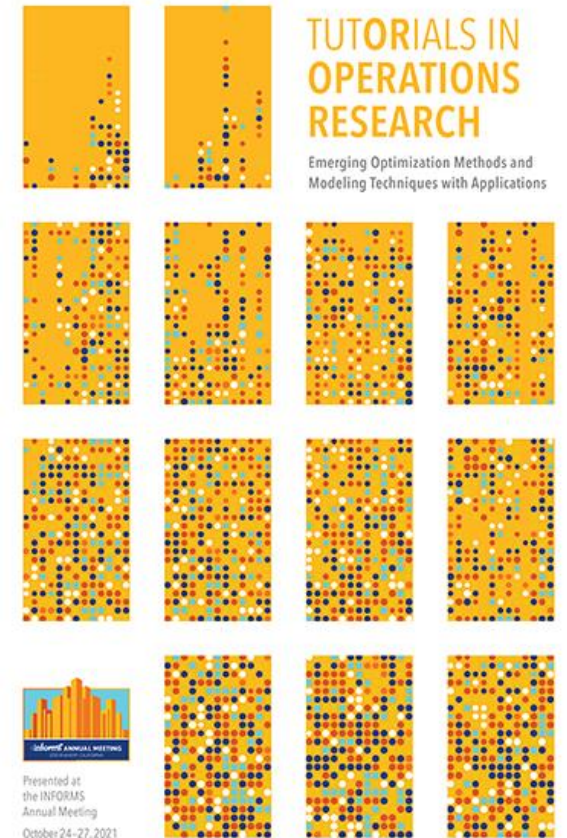 TUTORIALS IN
OPERATIONS
RESEARCH
Emerging Optimization Methods and
Modeling Techniques with Applications
informs ANNUAL MEETING
Presented at
the INFORMS
Annual Meeting
October 24–27, 2021